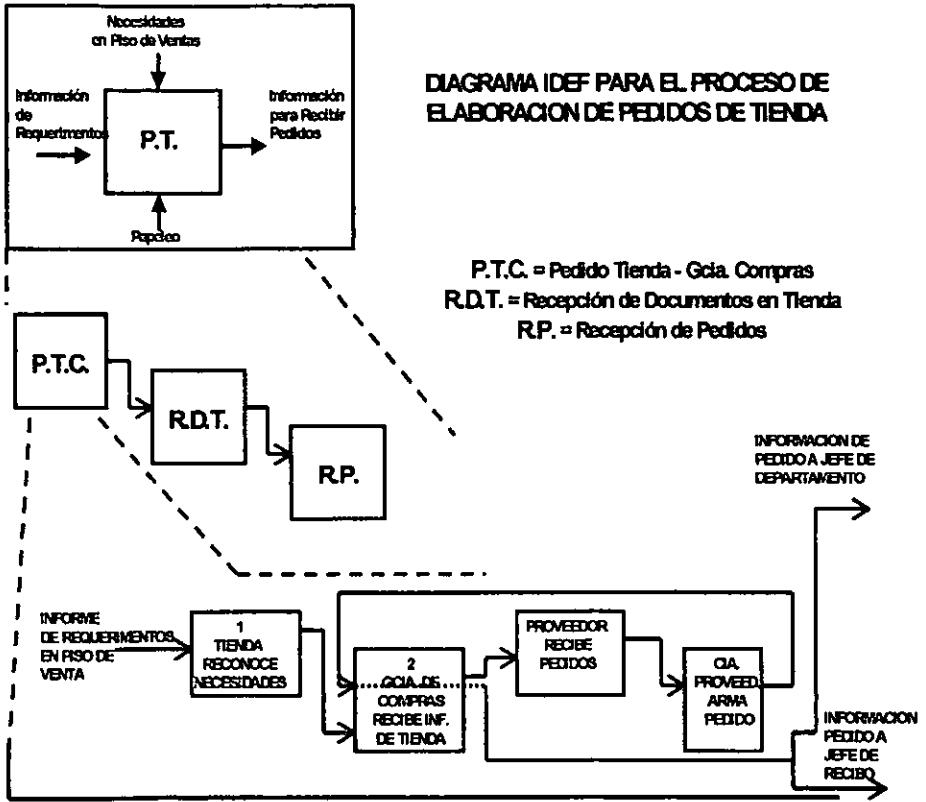 Necesidades
en Piso de Ventas
DIAGRAMA IDEF PARA EL PROCESO DE
ELABORACION DE PEDIDOS DE TIENDA
Información
de
Requerimentos
P.T.
Información
para Recibir
Pedidos
P.T.C. = Pedido Tienda - Gcia. Compras
R.D.T. = Recepción de Documentos en Tienda
R.P. = Recepción de Pedidos
P.T.C.
R.D.T.
R.P.
INFORMACION DE
PEDIDO A JEFE DE
DEPARTAMENTO
INFORME
DE REQUERIMENTOS
EN PISO DE
VENTA
1
TIENDA
RECONOCE
NECESIDADES
2
GCIA. DE
COMPRAS
RECIBE INF.
DE TIENDA
PROVEEDOR
RECIBE
PEDIDOS
CIA.
PROVEED.
ARMA
PEDIDO
INFORMACION
PEDIDO A
JEFE DE
RECIBO